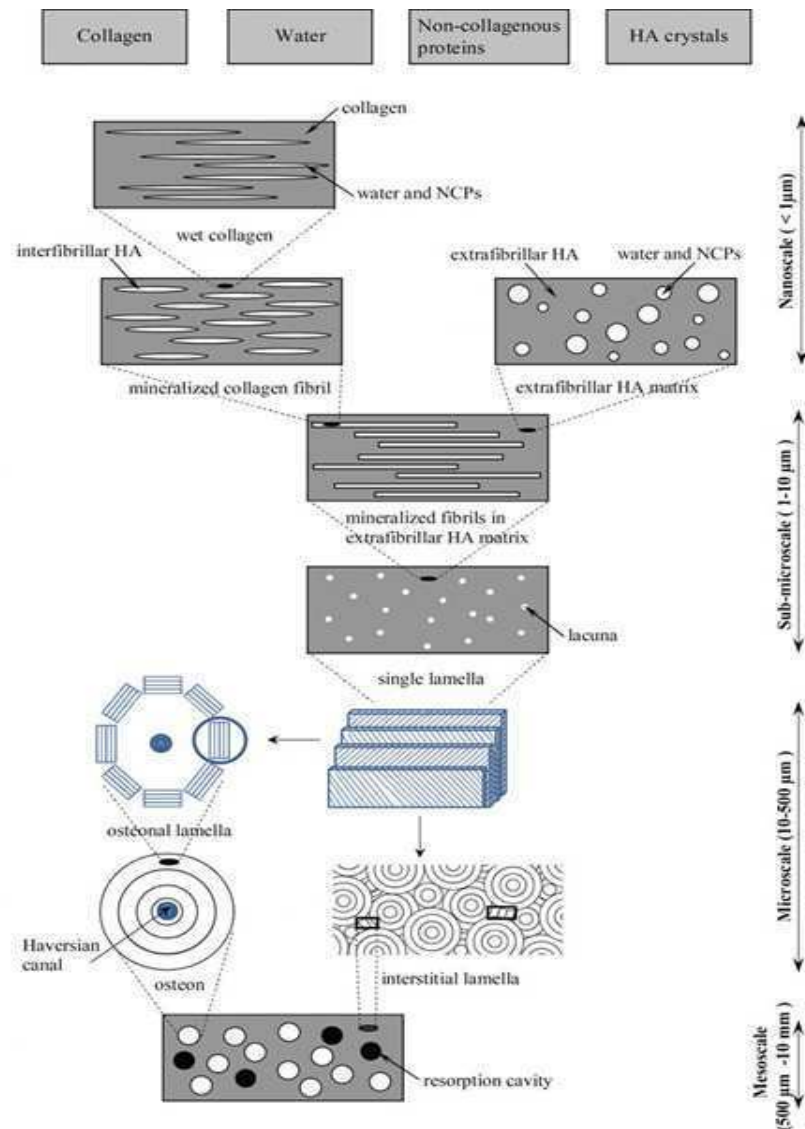 Collagen
Water
Non-collagenous
proteins
HA crystals
collagen
water and NCPs
wet collagen
interfibrillar HA
extrafibrillar HA
water and NCPs
mineralized collagen fibril
extrafibrillar HA matrix
Nanoscale ( < 1µm)
mineralized fibrils in
extrafibrillar HA matrix
lacuna
single lamella
Sub-microscale ( 1-10 µm)
osteonal lamella
Haversian
canal
osteon
interstitial lamella
Microscale (10-500 µm)
resorption cavity
Mesoscale
(500 µm -10 mm)